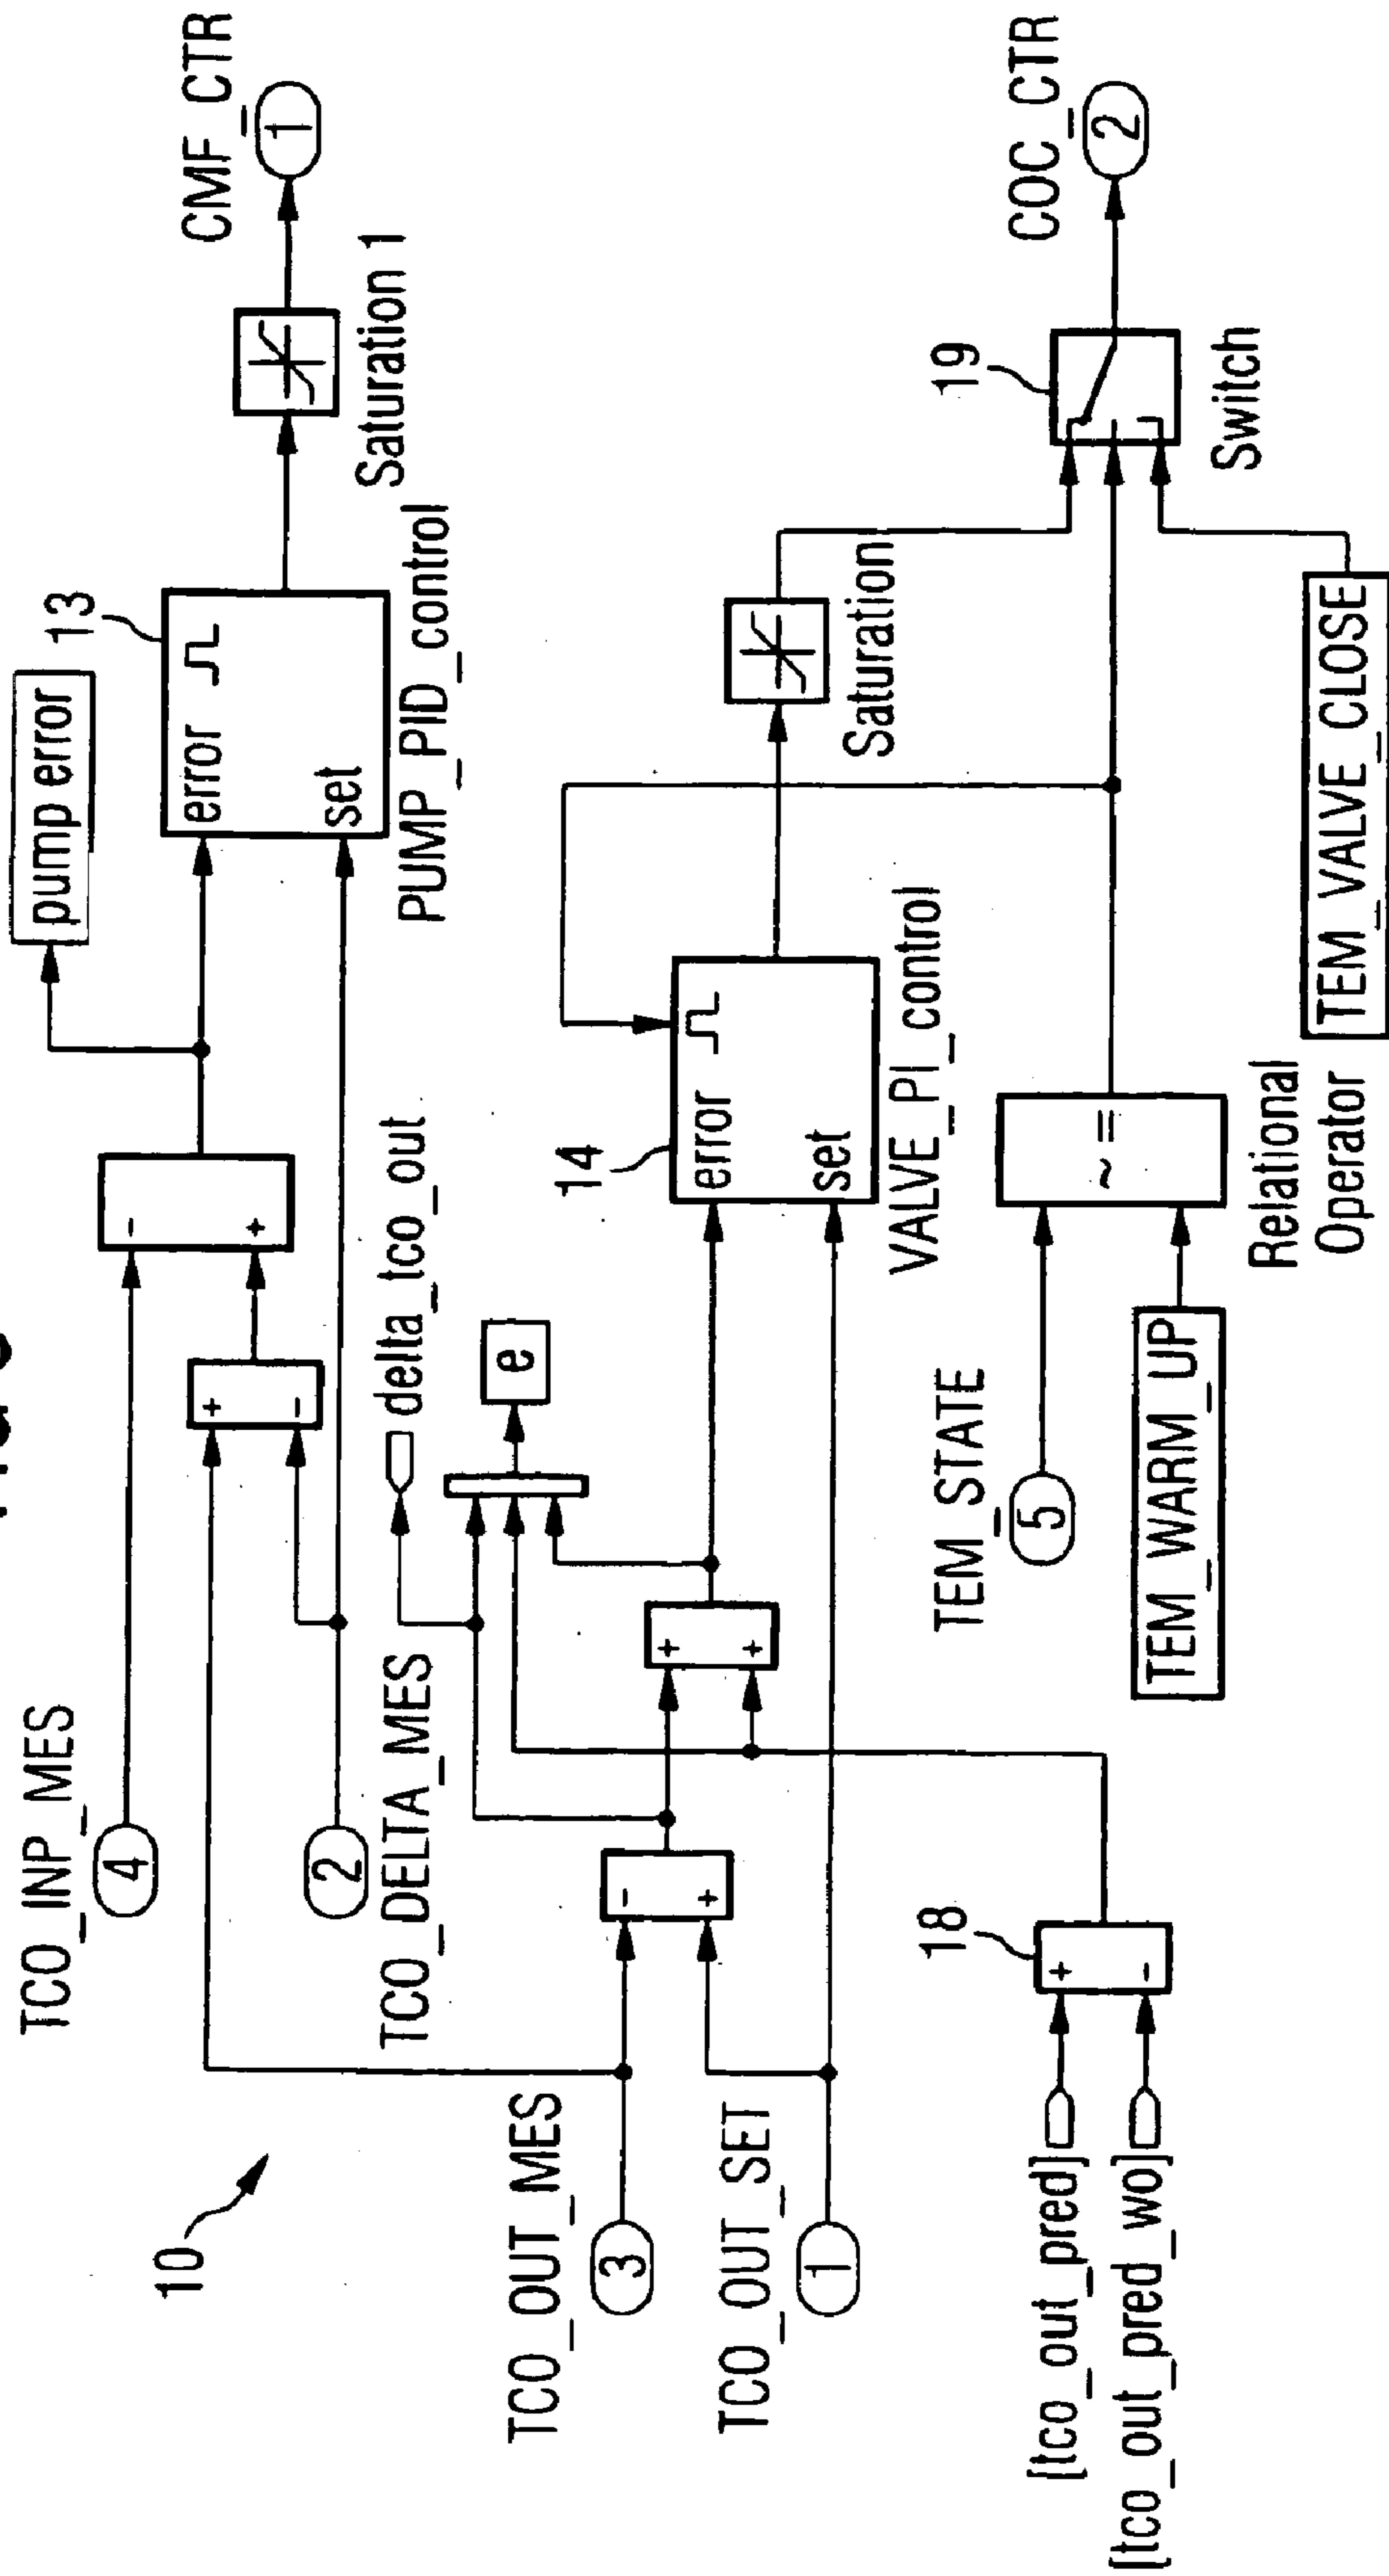 TCO_INP_MES
4
2
TCO_DELTA_MES
10
TCO_OUT_MES
3
TCO_OUT_SET
1
[tco_out_pred]
[tco_out_pred_wo]
18
+
-
-
+
+
+
+
-
-
+
delta_tco_out
e
pump error
13
error
set
PUMP_PID_control
Saturation 1
CMF_CTR
1
14
error
set
VALVE_PI_control
Saturation
TEM_STATE
5
TEM_WARM_UP
~ =
Relational
Operator
TEM_VALVE_CLOSE
19
Switch
COC_CTR
2